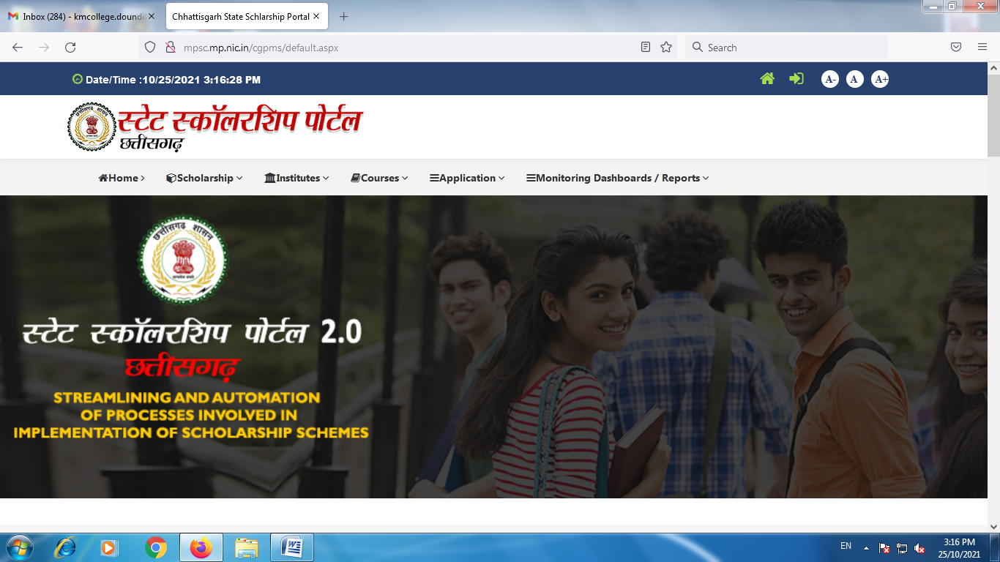 Inbox (284) - kmcollege.doundi
Chhattisgarh State Schlarship Portal
mpsc.mp.nic.in/cgpms/default.aspx
Search
Date/Time :10/25/2021 3:16:28 PM
A- A A+
स्टेट स्कॉलरशिप पोर्टल
छत्तीसगढ़
Home Scholarship Institutes Courses Application Monitoring Dashboards / Reports
छत्तीसगढ़ शासन
स्टेट स्कॉलरशिप पोर्टल 2.0
छत्तीसगढ़
STREAMLINING AND AUTOMATION
OF PROCESSES INVOLVED IN
IMPLEMENTATION OF SCHOLARSHIP SCHEMES
EN
3:16 PM
25/10/2021